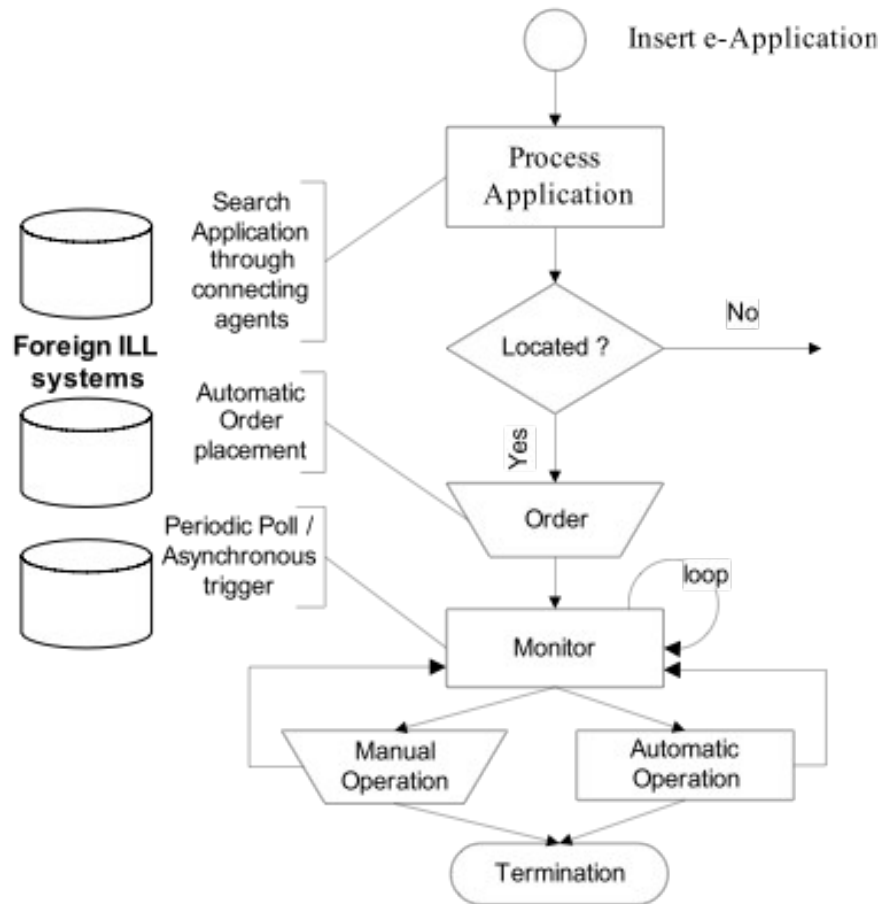 Insert e-Application
Process
Application
Search
Application
through
connecting
agents
Foreign ILL
systems
Located ?
No
Automatic
Order
placement
Yes
Order
Periodic Poll /
Asynchronous
trigger
loop
Monitor
Manual
Operation
Automatic
Operation
Termination